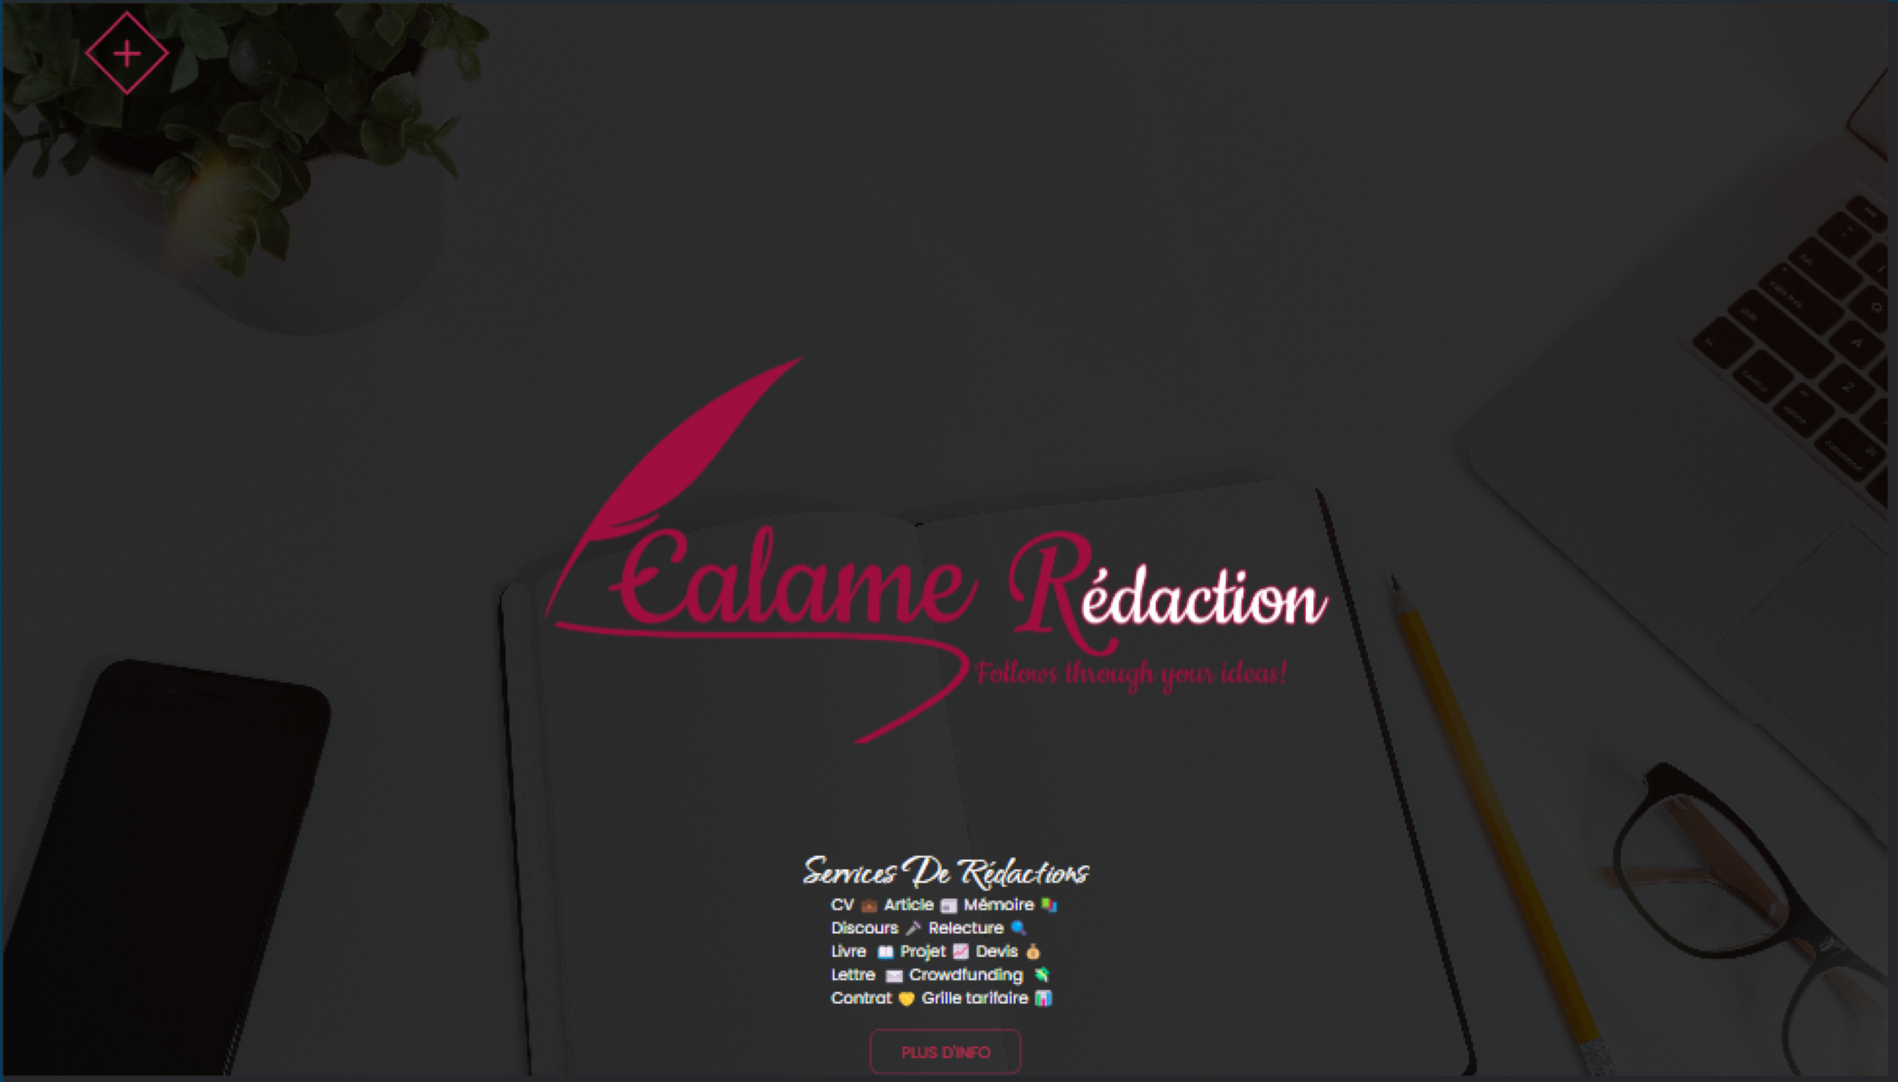 Calame Rédaction
Follows through your ideas!
Services De Rédactions
CV 💼 Article 📰 Mémoire 📚
Discours 🎤 Relecture 🔍
Livre 📖 Projet 📈 Devis 💰
Lettre ✉️ Crowdfunding 💸
Contrat 🤝 Grille tarifaire 📊
PLUS D'INFO